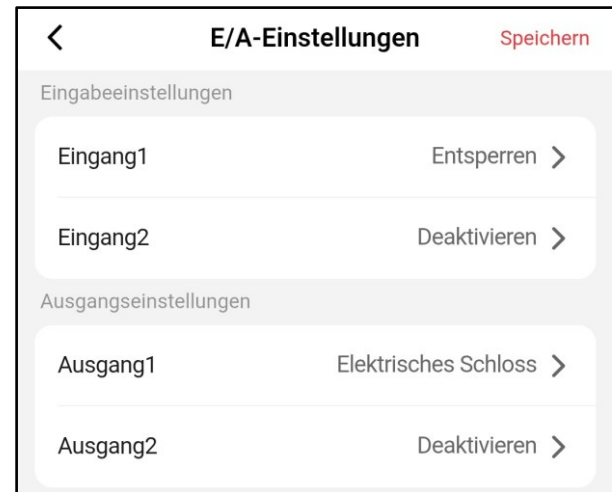 E/A-Einstellungen Speichern
Eingabeeinstellungen
Eingang1 Entsperren
Eingang2 Deaktivieren
Ausgangseinstellungen
Ausgang1 Elektrisches Schloss
Ausgang2 Deaktivieren